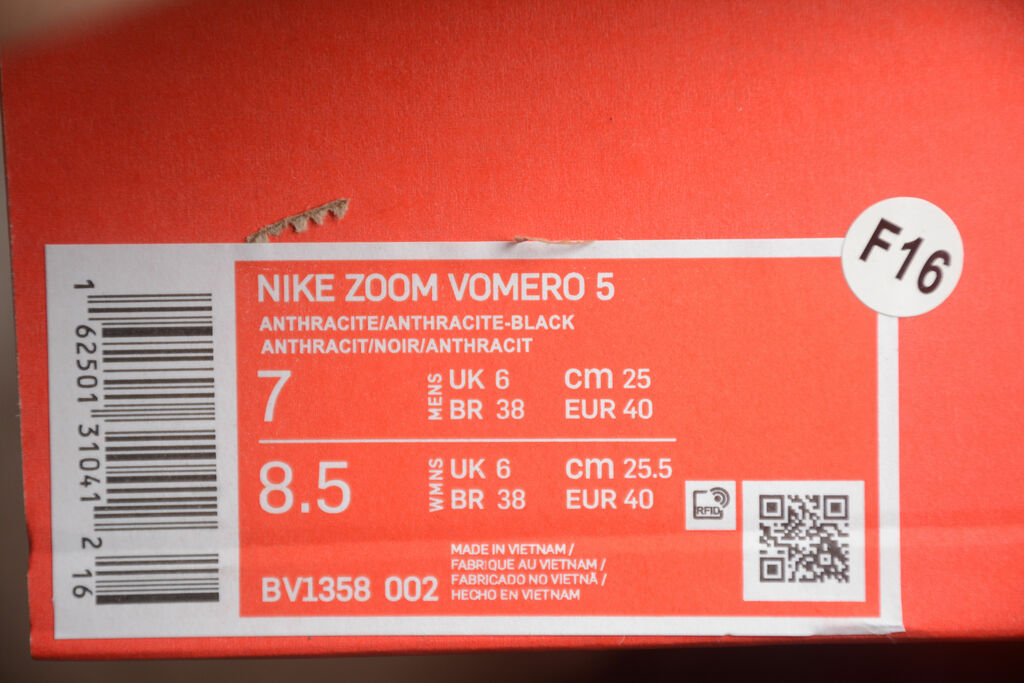 F16
NIKE ZOOM VOMERO 5
ANTHRACITE/ANTHRACITE-BLACK
ANTHRACIT/NOIR/ANTHRACIT
7
MENS
UK 6 cm 25
BR 38 EUR 40
8.5
WMNS
UK 6 cm 25.5
BR 38 EUR 40
RFID
MADE IN VIETNAM /
FABRIQUE AU VIETNAM /
FABRICADO NO VIETNÃ /
HECHO EN VIETNAM
BV1358 002
1 62501 31041 2 16